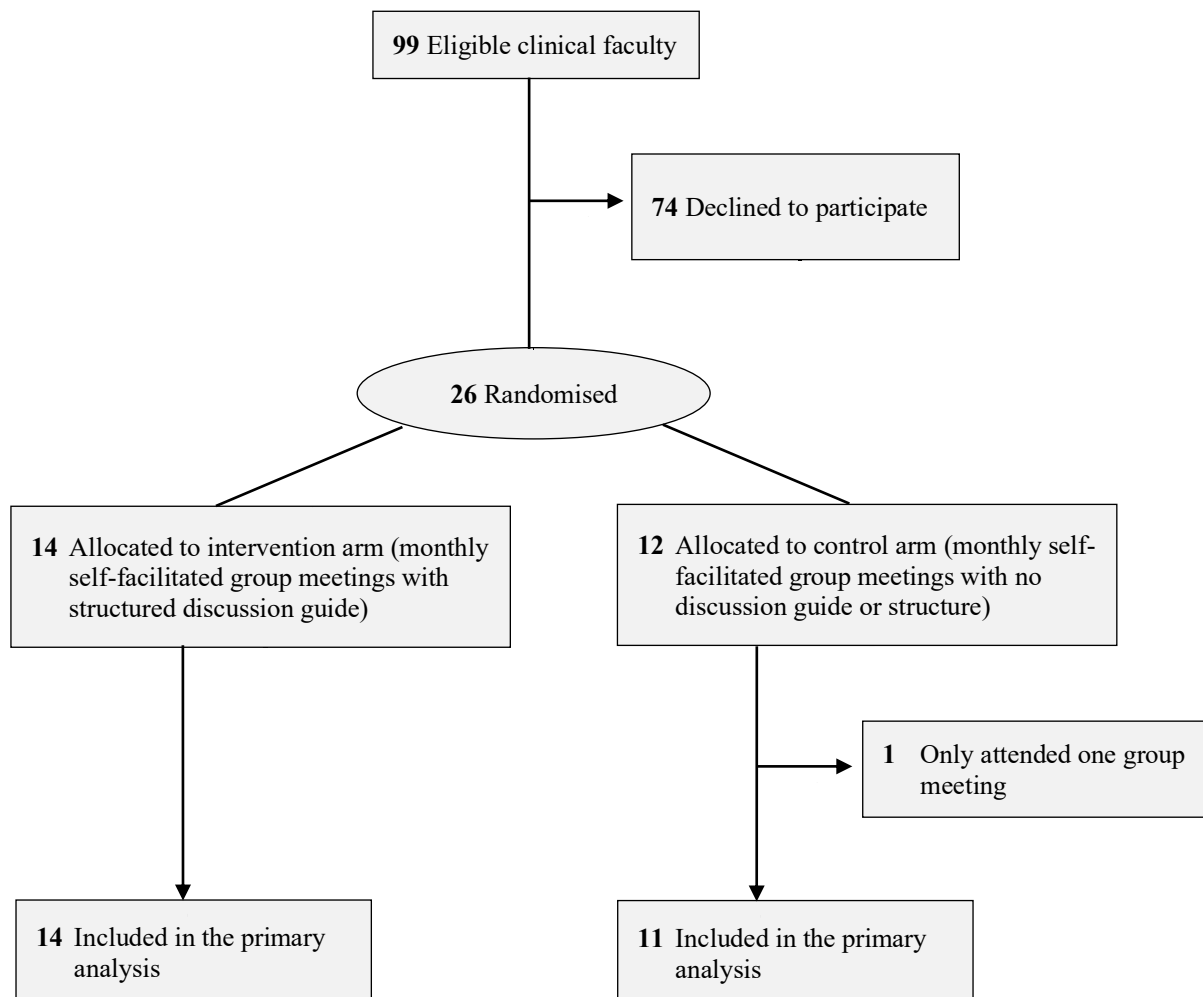 99 Eligible clinical faculty
74 Declined to participate
26 Randomised
14 Allocated to intervention arm (monthly
self-facilitated group meetings with
structured discussion guide)
12 Allocated to control arm (monthly self-
facilitated group meetings with no
discussion guide or structure)
1 Only attended one group
meeting
14 Included in the primary
analysis
11 Included in the primary
analysis